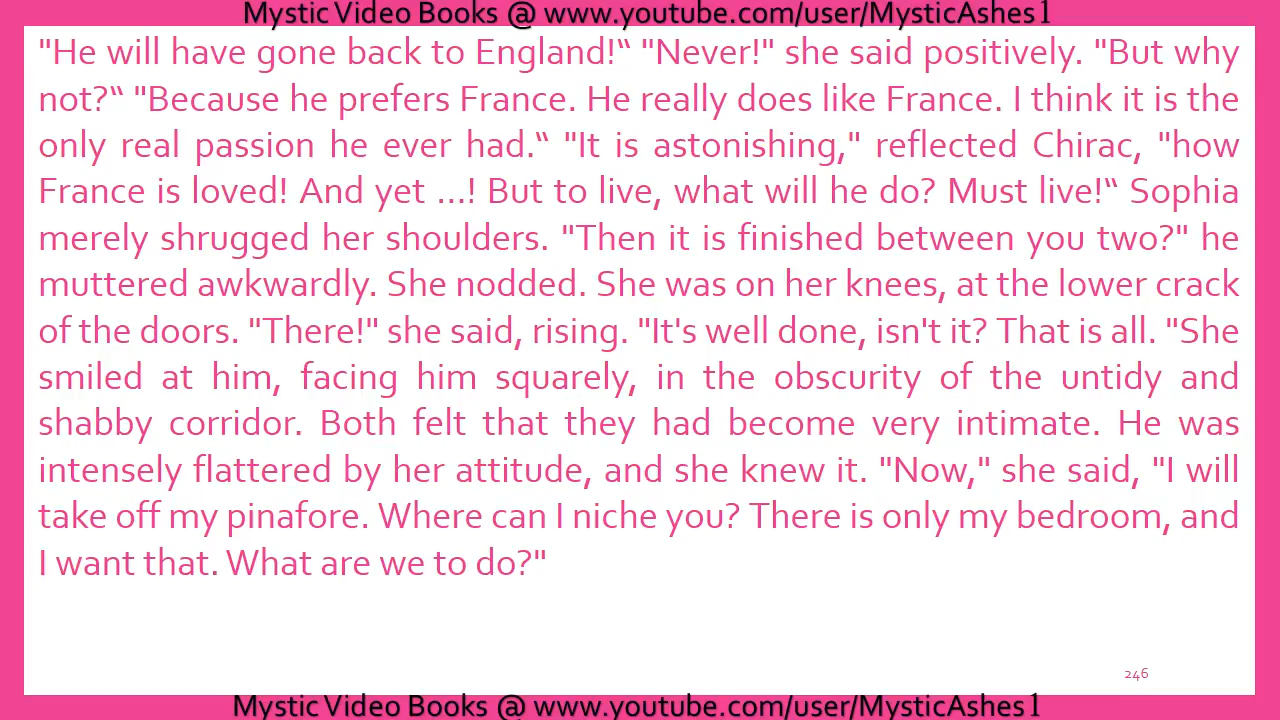 Mystic Video Books @ www.youtube.com/user/MysticAshes1
"He will have gone back to England!“ "Never!" she said positively. "But why
not?“ "Because he prefers France. He really does like France. I think it is the
only real passion he ever had.“ "It is astonishing," reflected Chirac, "how
France is loved! And yet ...! But to live, what will he do? Must live!“ Sophia
merely shrugged her shoulders. "Then it is finished between you two?" he
muttered awkwardly. She nodded. She was on her knees, at the lower crack
of the doors. "There!" she said, rising. "It's well done, isn't it? That is all. "She
smiled at him, facing him squarely, in the obscurity of the untidy and
shabby corridor. Both felt that they had become very intimate. He was
intensely flattered by her attitude, and she knew it. "Now," she said, "I will
take off my pinafore. Where can I niche you? There is only my bedroom, and
I want that. What are we to do?"
246
Mystic Video Books @ www.youtube.com/user/MysticAshes1